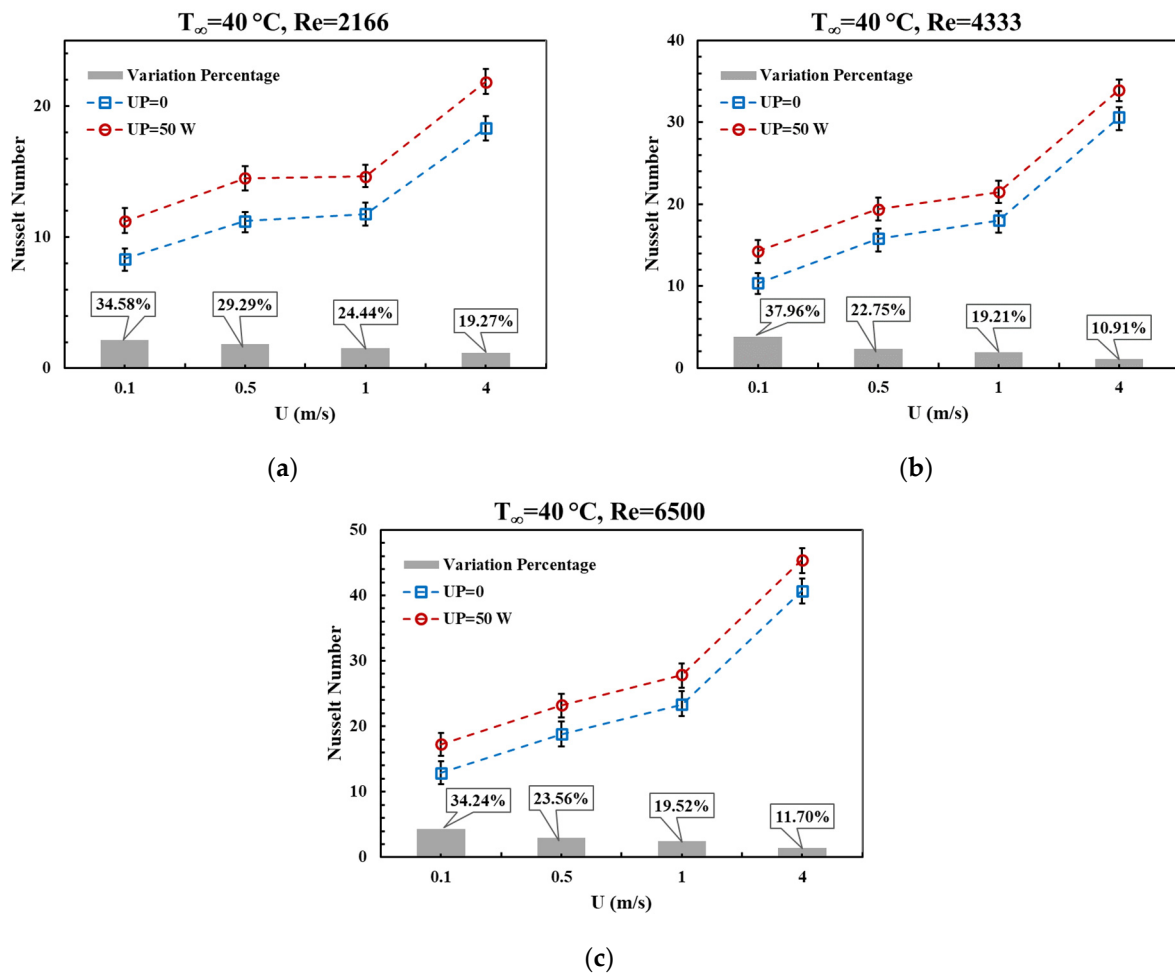 T∞=40 °C, Re=2166
Nusselt Number
20
10
0
Variation Percentage
UP=0
UP=50 W
34.58%
29.29%
24.44%
19.27%
0.1 0.5 1 4
U (m/s)
(a)
T∞=40 °C, Re=4333
Nusselt Number
40
30
20
10
0
Variation Percentage
UP=0
UP=50 W
37.96%
22.75%
19.21%
10.91%
0.1 0.5 1 4
U (m/s)
(b)
T∞=40 °C, Re=6500
Nusselt Number
50
40
30
20
10
0
Variation Percentage
UP=0
UP=50 W
34.24%
23.56%
19.52%
11.70%
0.1 0.5 1 4
U (m/s)
(c)